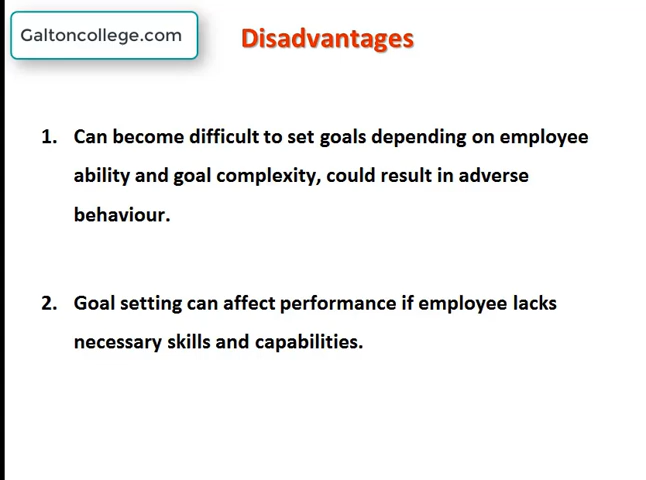 Galtoncollege.com
Disadvantages
1. Can become difficult to set goals depending on employee
ability and goal complexity, could result in adverse
behaviour.
2. Goal setting can affect performance if employee lacks
necessary skills and capabilities.